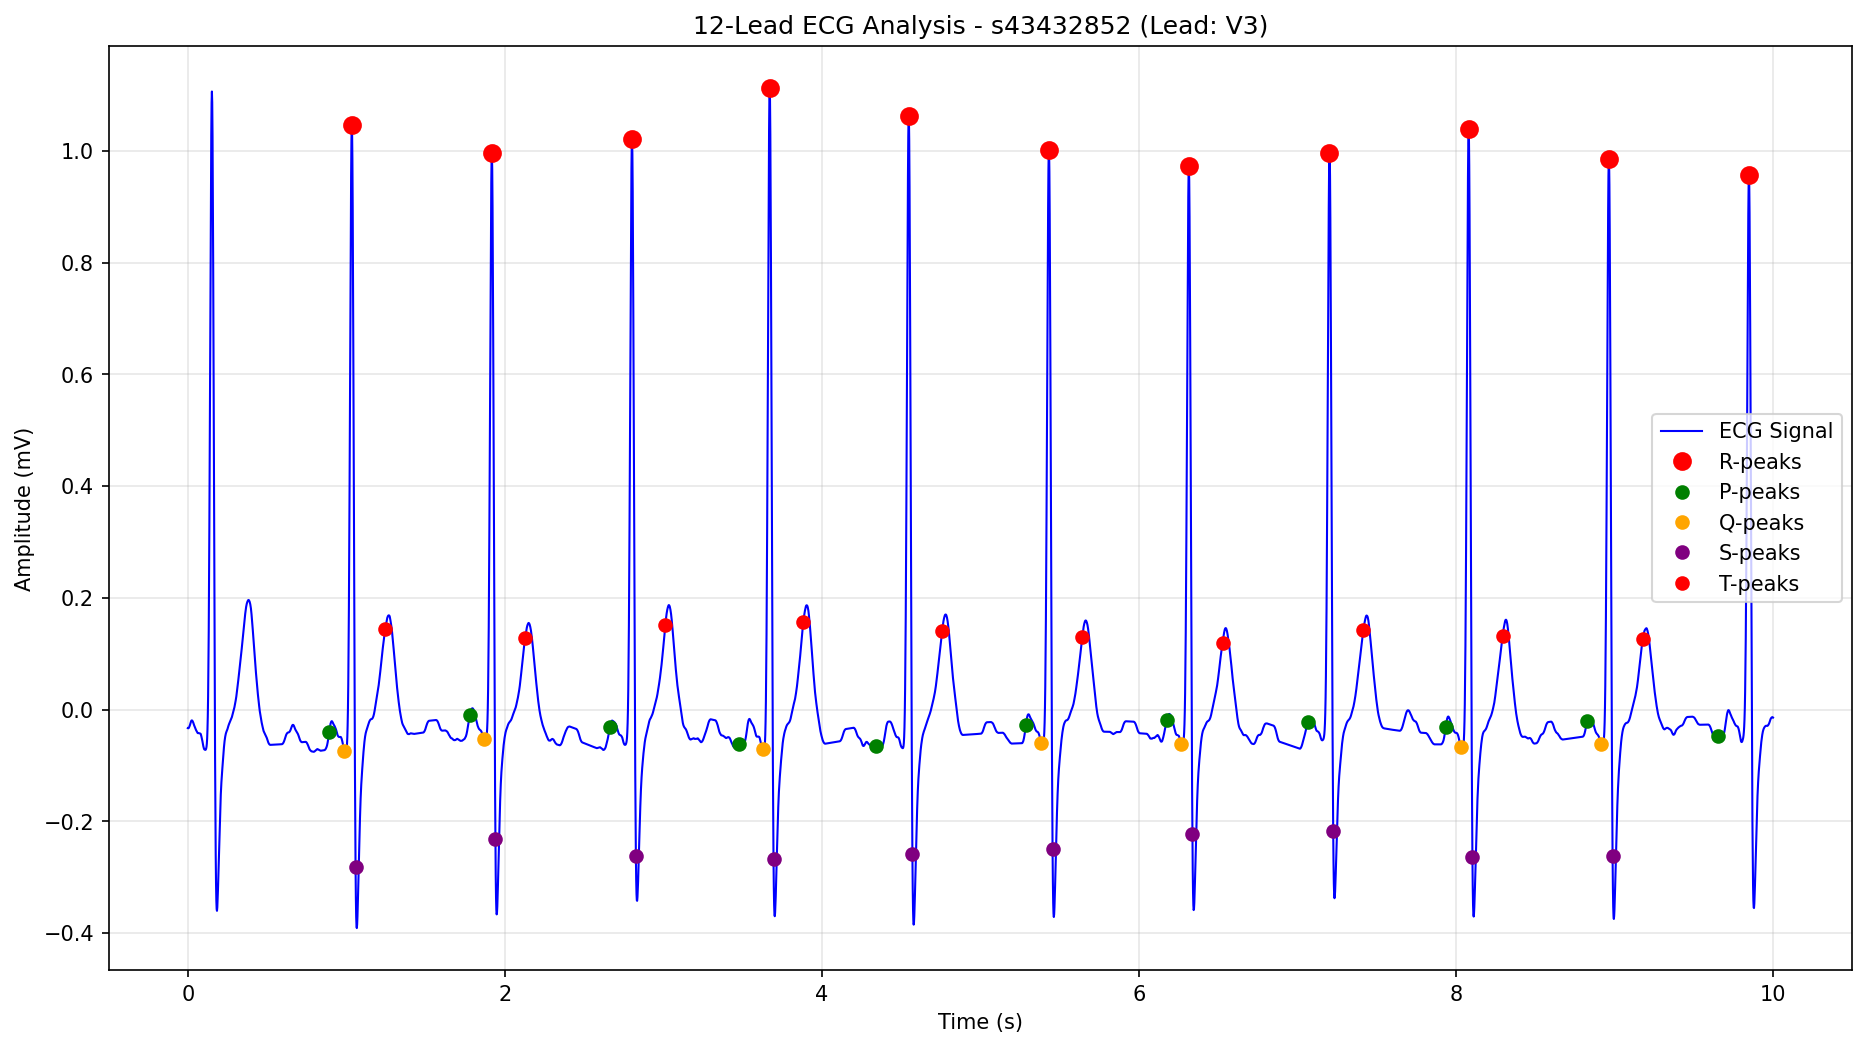 12-Lead ECG Analysis - s43432852 (Lead: V3)
Amplitude (mV)
1.0
0.8
0.6
0.4
0.2
0.0
−0.2
−0.4
ECG Signal
R-peaks
P-peaks
Q-peaks
S-peaks
T-peaks
0 2 4 6 8 10
Time (s)